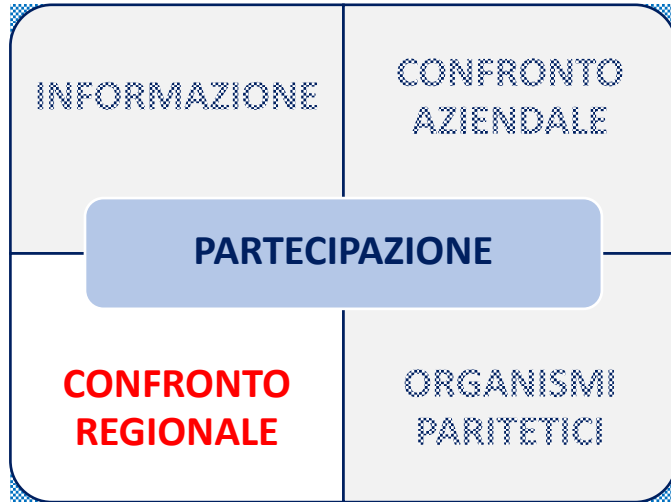 INFORMAZIONE
CONFRONTO
AZIENDALE
PARTECIPAZIONE
CONFRONTO
REGIONALE
ORGANISMI
PARITETICI